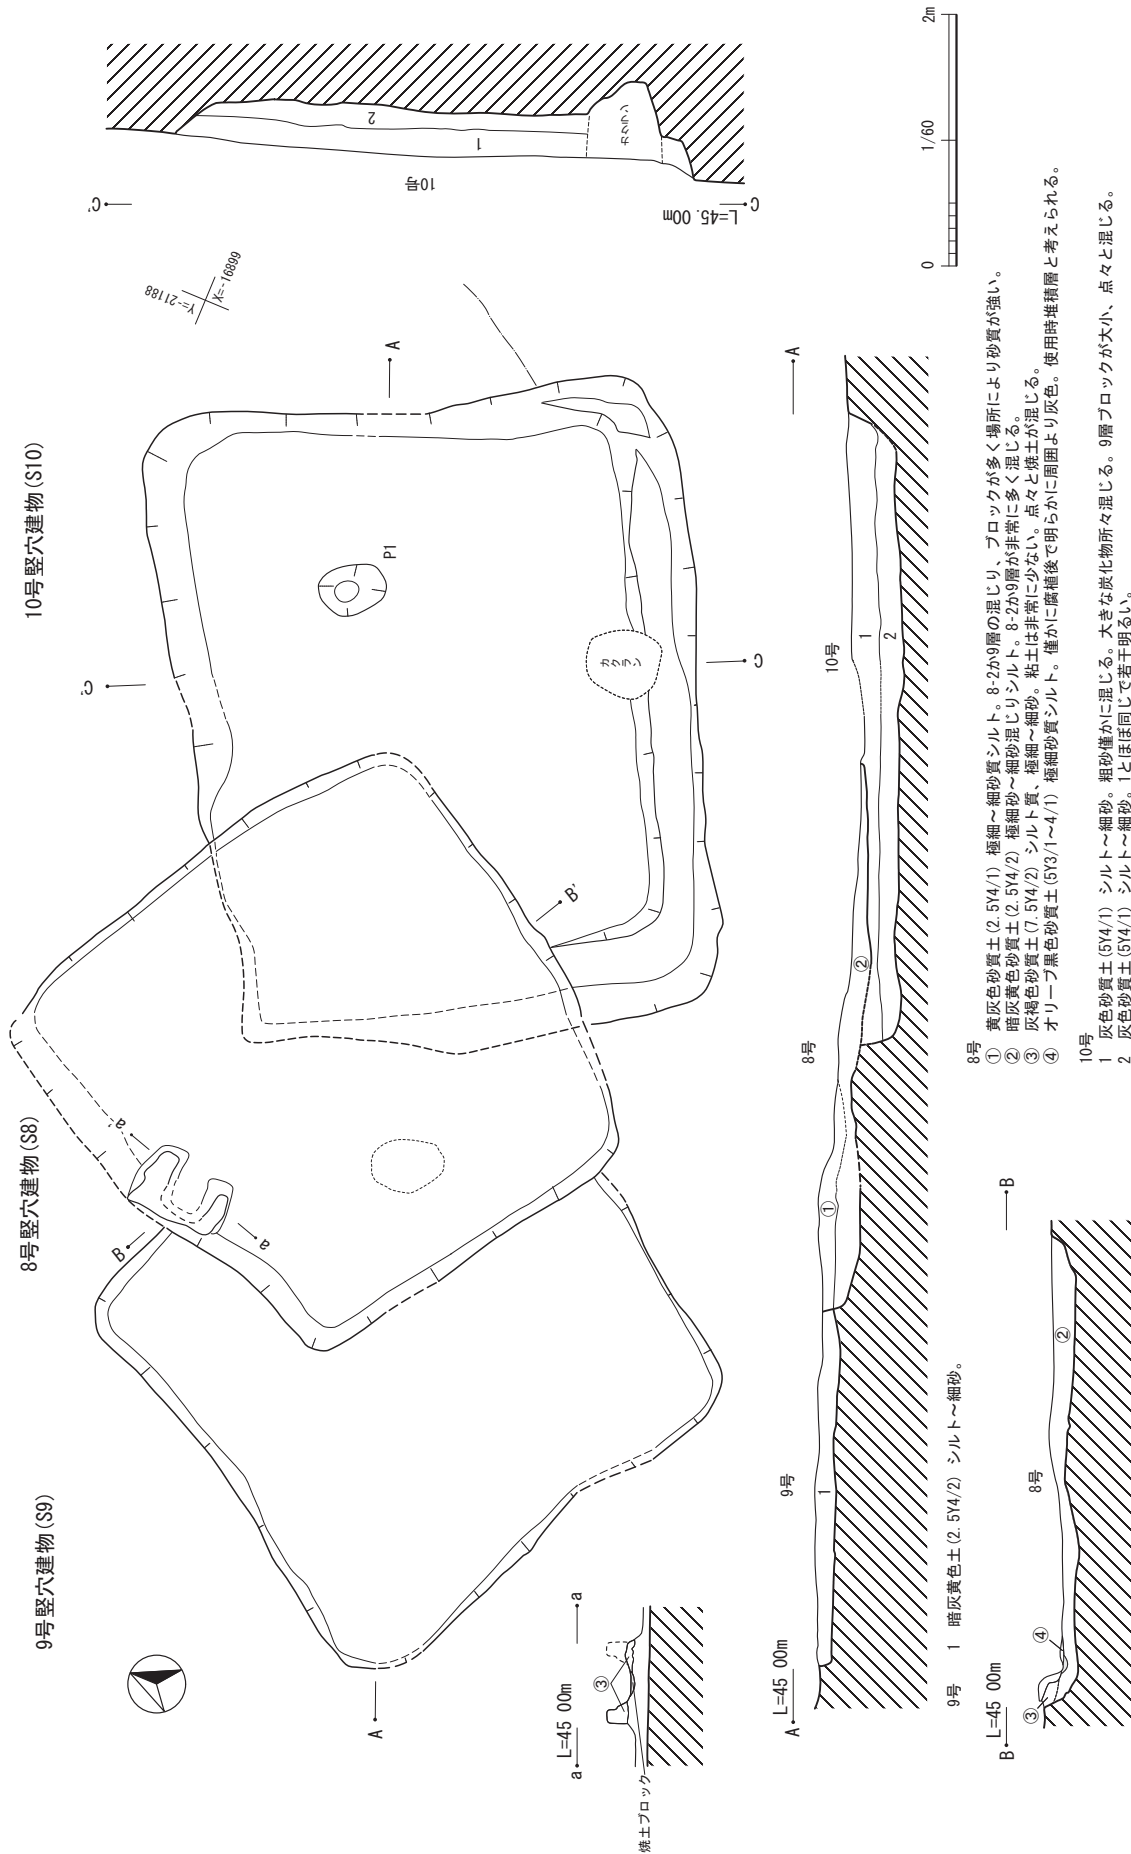 9号竪穴建物(S9)
8号竪穴建物(S8)
10号竪穴建物(S10)
Y=-21188
X=-16899
A
A
B
B'
C
C'
a
a'
P1
カクラン
C'
C
L=45.00m
10号
1
2
カクラン
L=45 00m
a
a
③
焼土ブロック
L=45 00m
A
A
9号
8号
10号
1
①
②
1
2
9号 1 暗灰黄色土(2.5Y4/2) シルト～細砂。
L=45 00m
B
B
8号
③
④
②
0
1/60
2m
8号
① 黄灰色砂質土(2.5Y4/1) 極細～細砂質シルト。8-2か9層の混じり、ブロックが多く場所により砂質が強い。
② 暗灰黄色砂質土(2.5Y4/2) 極細砂～細砂混じりシルト。8-2か9層が非常に多く混じる。
③ 灰褐色砂質土(7.5Y4/2) シルト質、極細～細砂。粘土は非常に少ない。点々と焼土が混じる。
④ オリーブ黒色砂質土(5Y3/1～4/1) 極細砂質シルト。僅かに腐植後で明らかに周囲より灰色。使用時堆積層と考えられる。
10号
1 灰色砂質土(5Y4/1) シルト～細砂。粗砂僅かに混じる。大きな炭化物所々混じる。9層ブロックが大小、点々と混じる。
2 灰色砂質土(5Y4/1) シルト～細砂。1とほぼ同じで若干明るい。